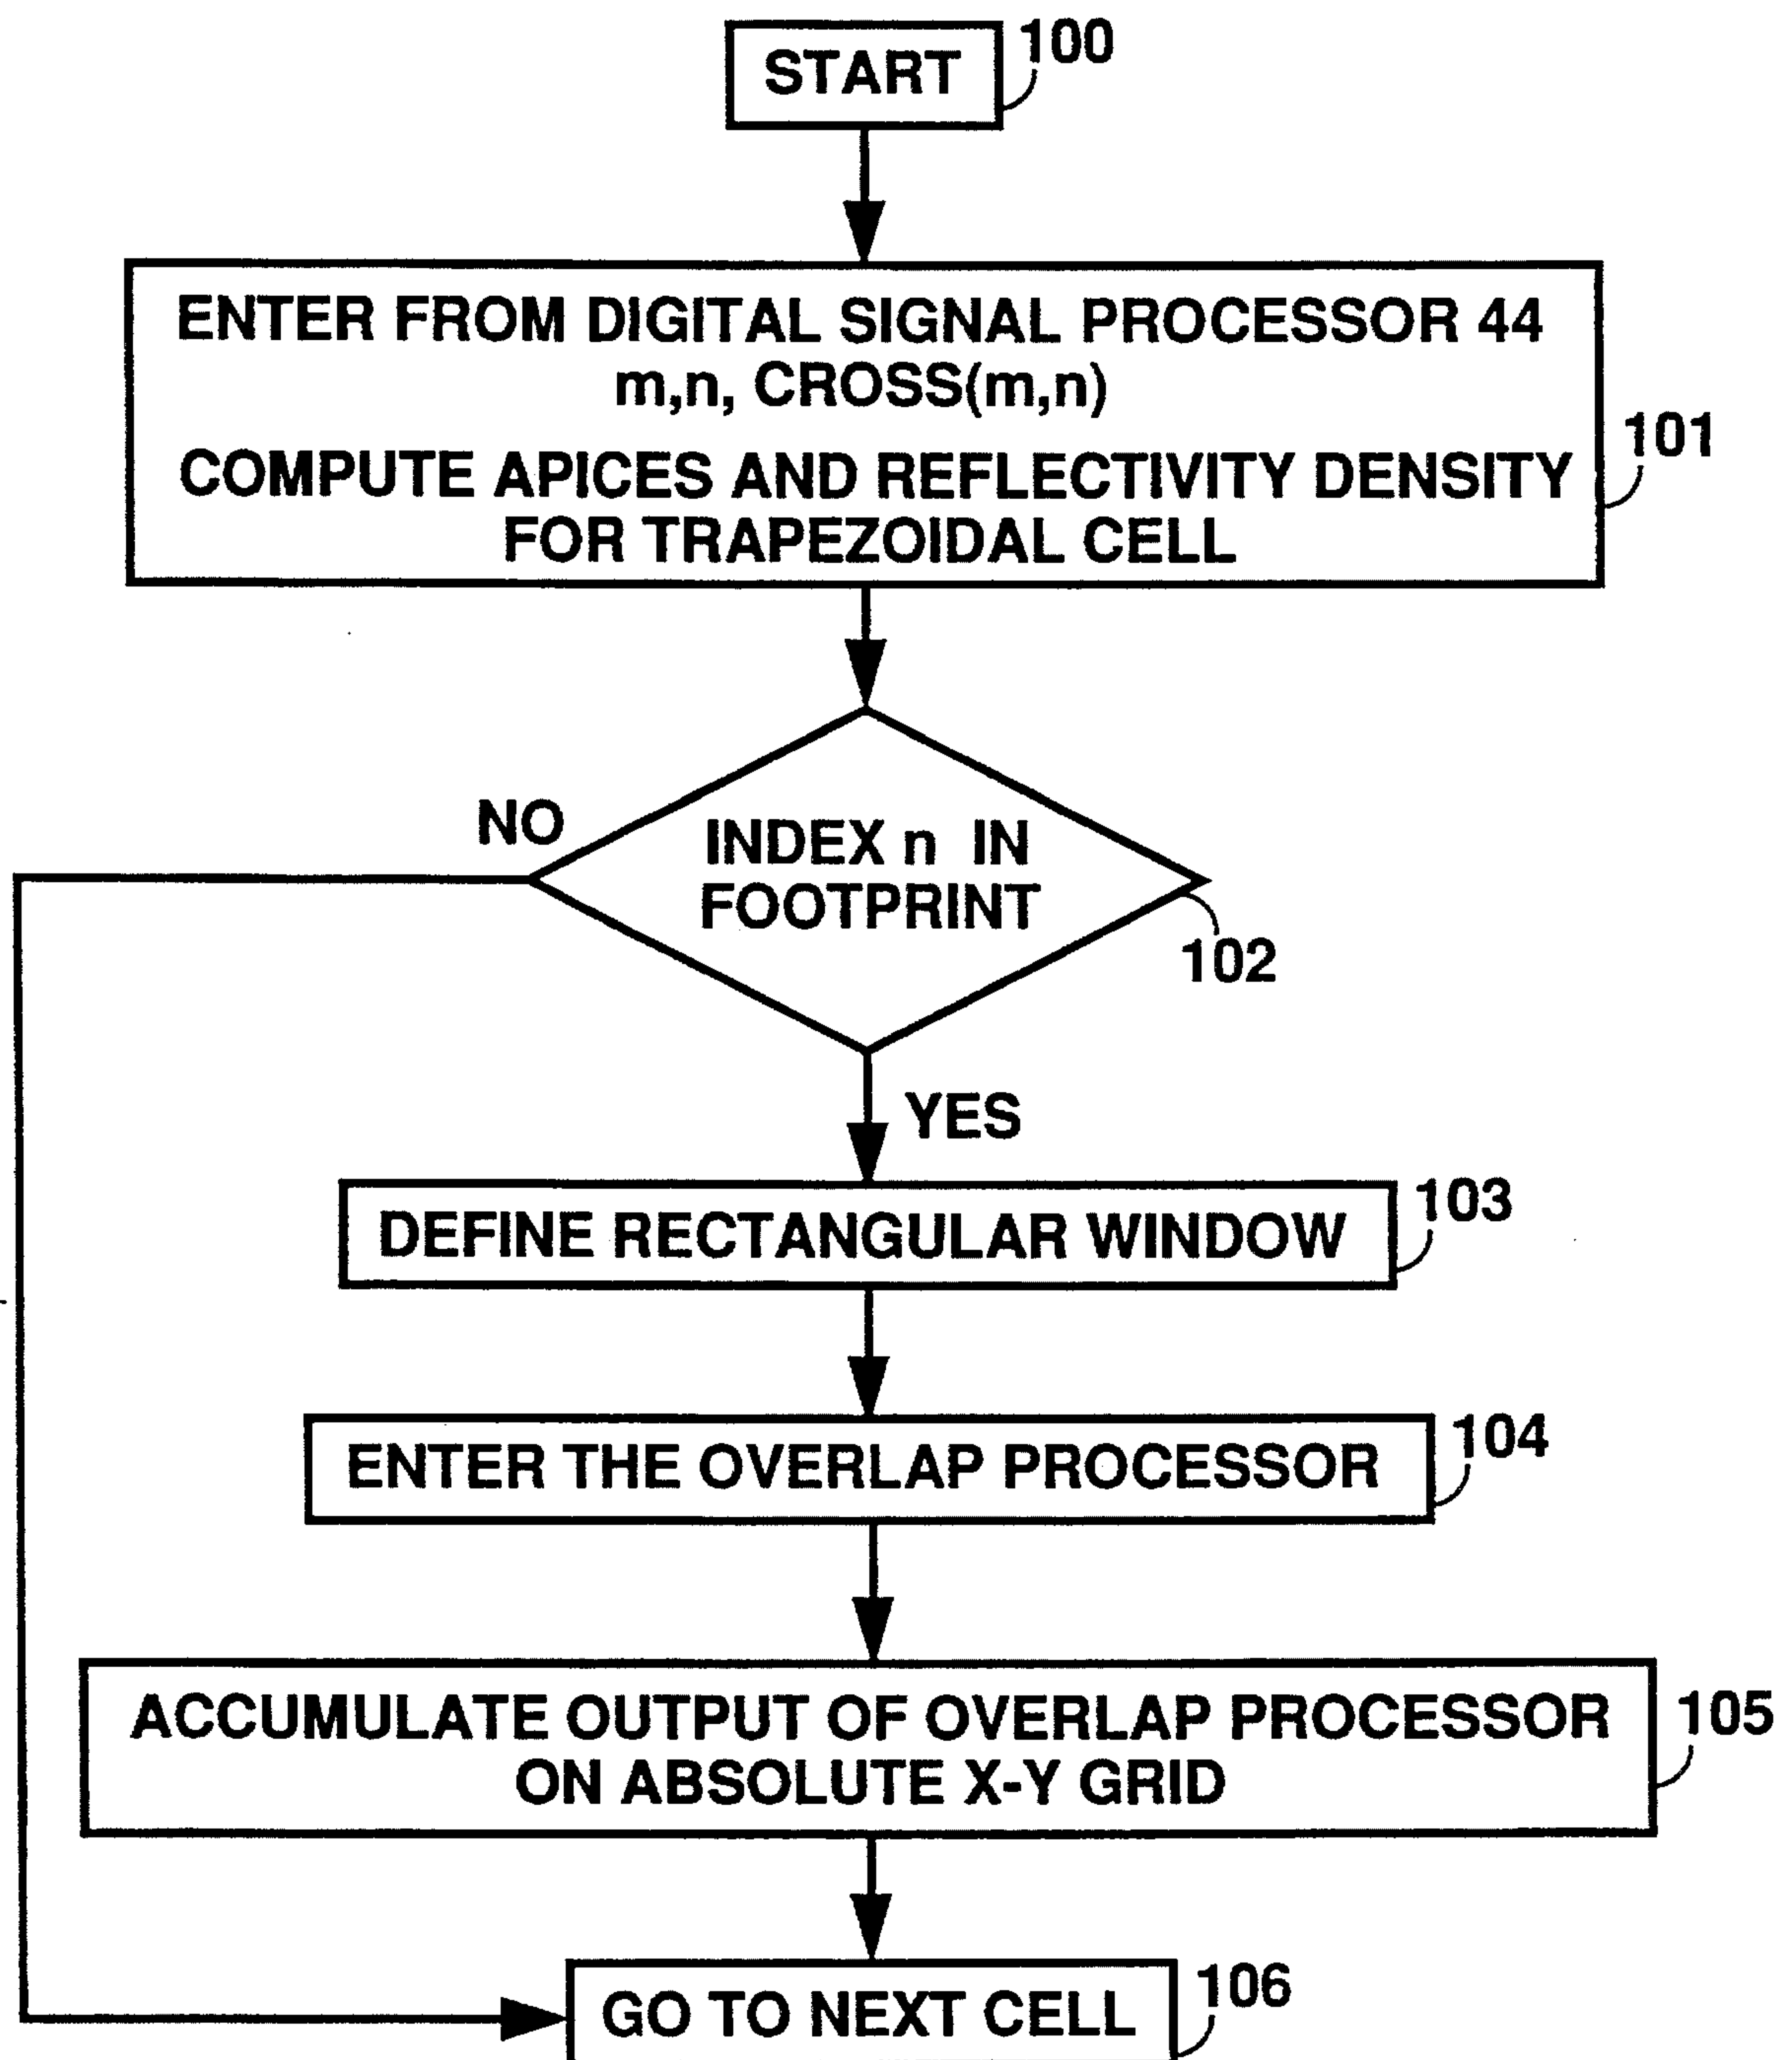 START
100
ENTER FROM DIGITAL SIGNAL PROCESSOR 44
m,n, CROSS(m,n)
COMPUTE APICES AND REFLECTIVITY DENSITY
FOR TRAPEZOIDAL CELL
101
NO
INDEX n IN
FOOTPRINT
102
YES
DEFINE RECTANGULAR WINDOW
103
ENTER THE OVERLAP PROCESSOR
104
ACCUMULATE OUTPUT OF OVERLAP PROCESSOR
ON ABSOLUTE X-Y GRID
105
GO TO NEXT CELL
106